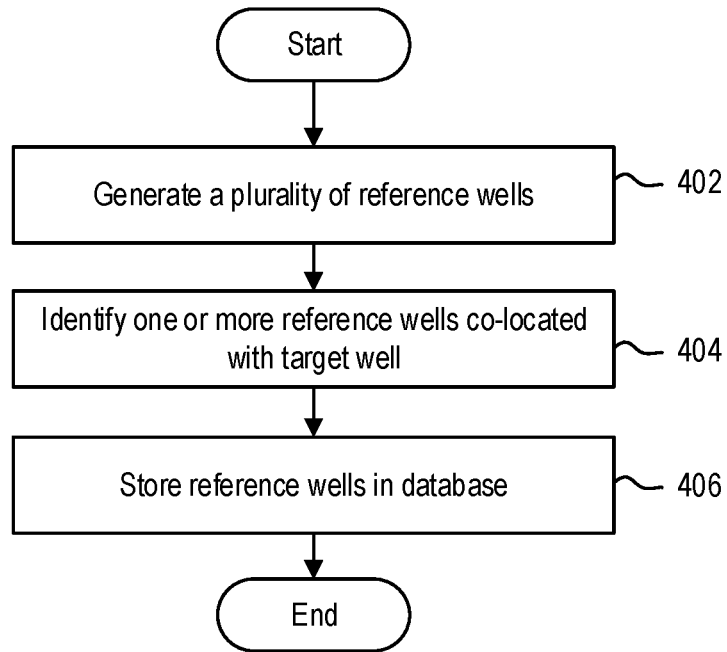 Start
Generate a plurality of reference wells
402
Identify one or more reference wells co-located
with target well
404
Store reference wells in database
406
End